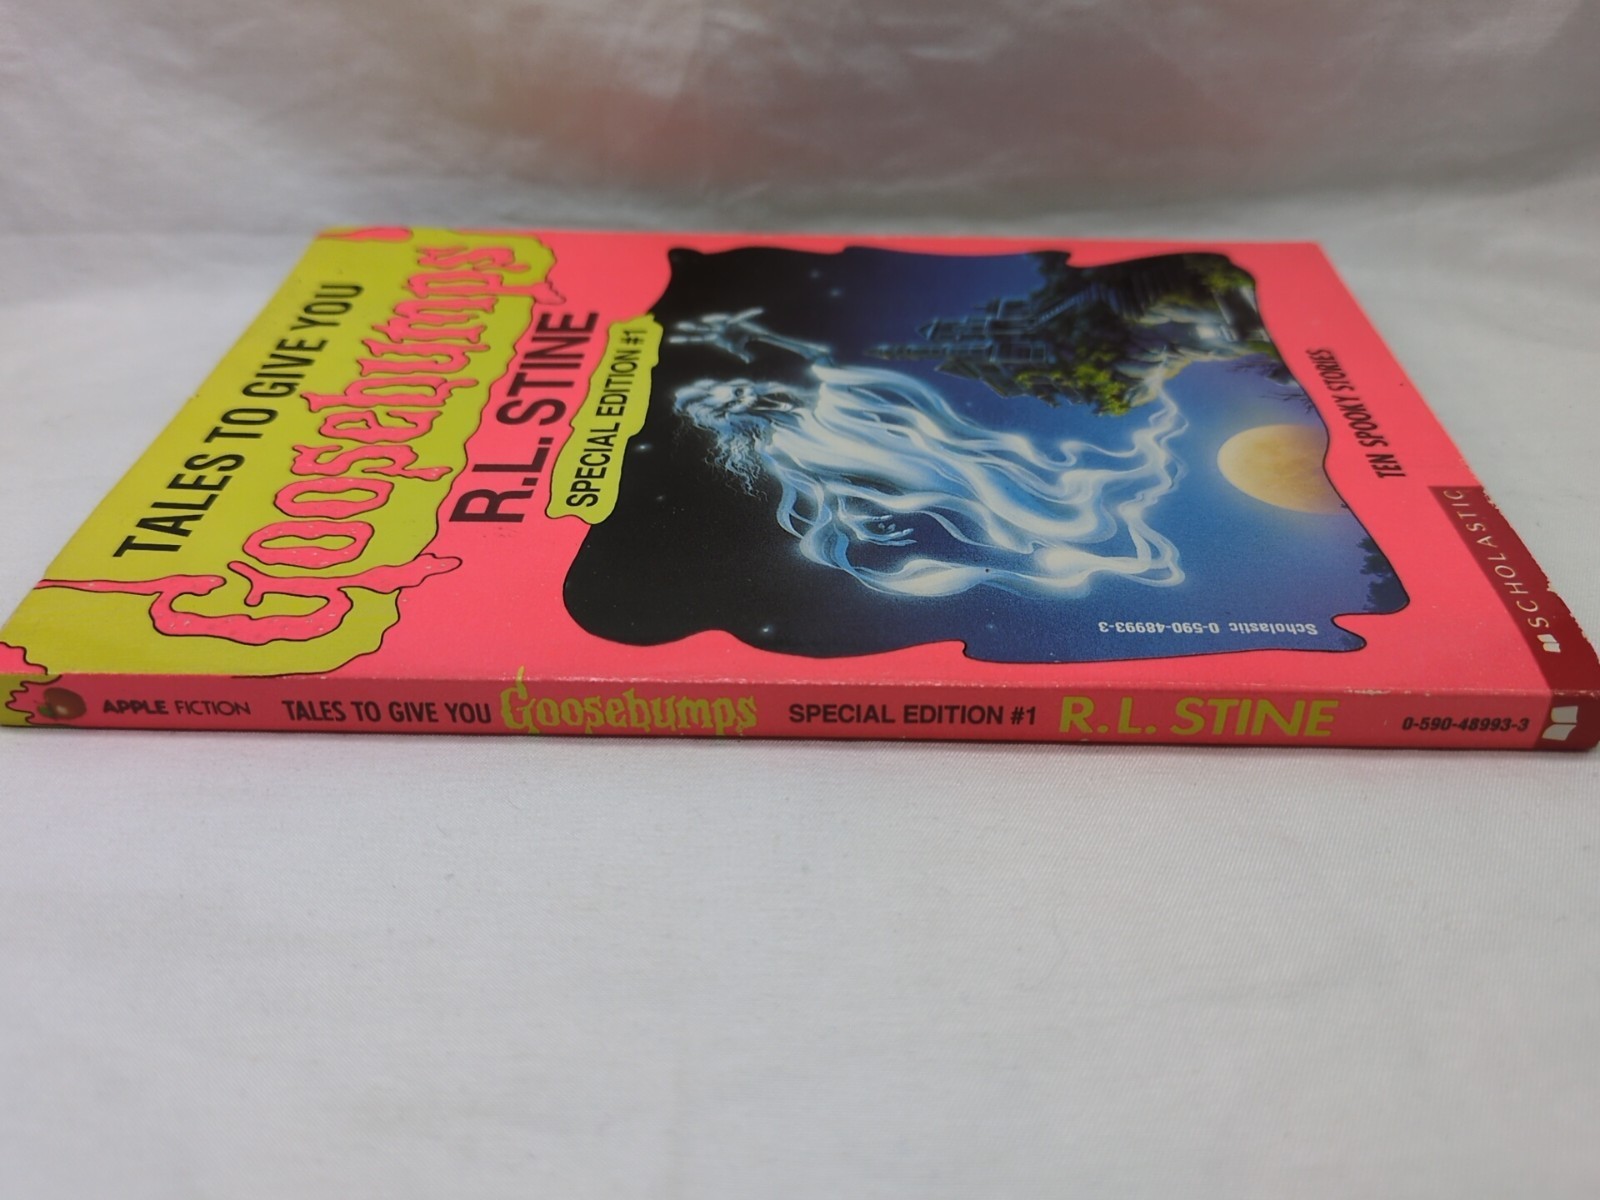 TALES TO GIVE YOU
Goosebumps
R.L. STINE
SPECIAL EDITION #1
Scholastic 0-590-48993-3
TEN SPOOKY STORIES
SCHOLASTIC
APPLE FICTION TALES TO GIVE YOU Goosebumps SPECIAL EDITION #1 R.L. STINE 0-590-48993-3